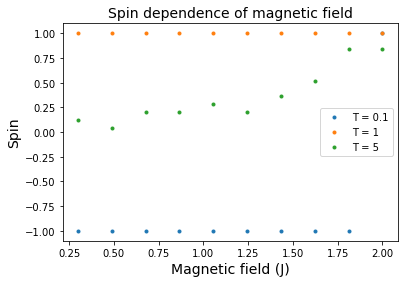 Spin dependence of magnetic field
1.00
0.75
0.50
0.25
0.00
−0.25
−0.50
−0.75
−1.00
Spin
T = 0.1
T = 1
T = 5
0.25
0.50
0.75
1.00
1.25
1.50
1.75
2.00
Magnetic field (J)